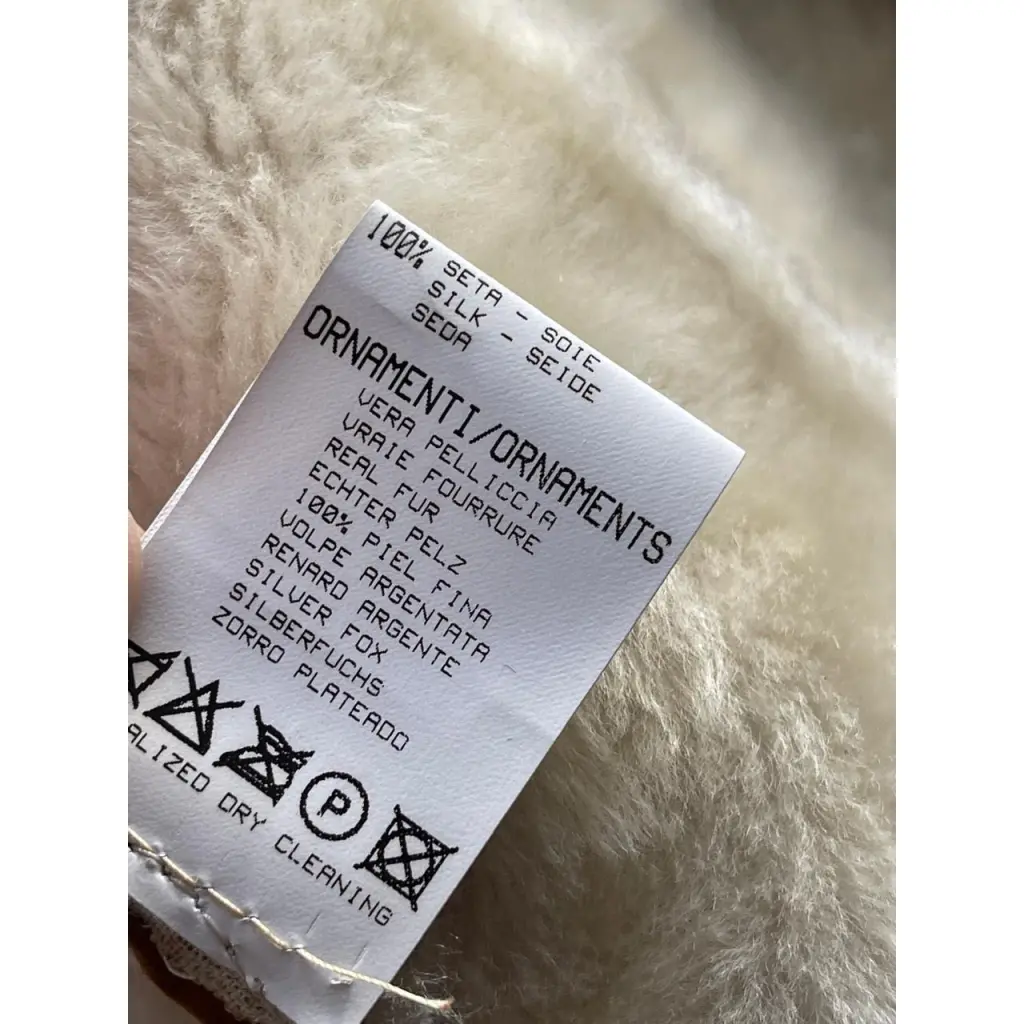 100% SETA - SOIE
SILK - SEIDE
SEDA
ORNAMENTI/ORNAMENTS
VERA PELLICCIA
VRAIE FOURRURE
REAL FUR
ECHTER PELZ
100% PIEL FINA
VOLPE ARGENTATA
RENARD ARGENTE
SILVER FOX
SILBERFUCHS
ZORRO PLATEADO
P
ALIZED DRY CLEANING